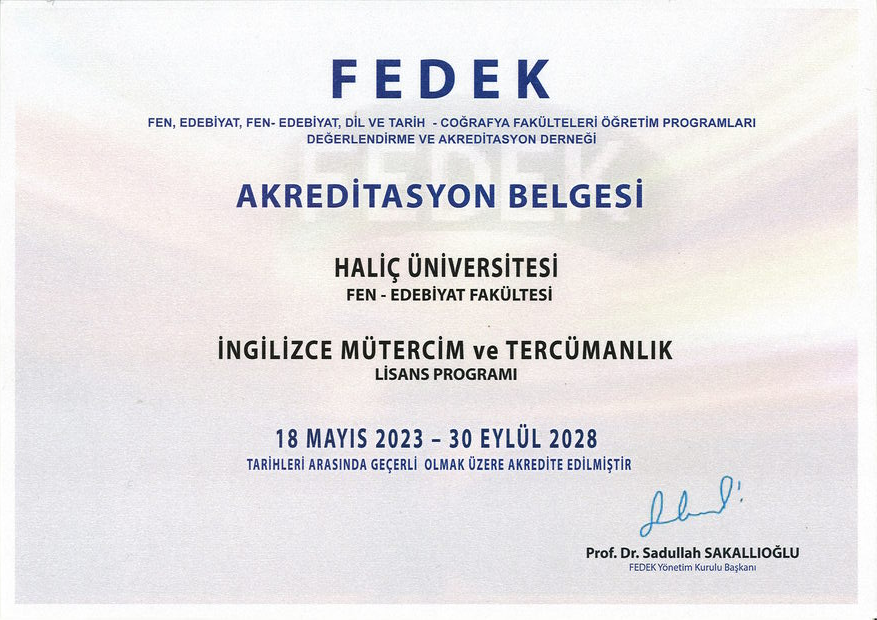 FEDEK
FEN, EDEBİYAT, FEN- EDEBİYAT, DİL VE TARİH - COĞRAFYA FAKÜLTELERİ ÖĞRETİM PROGRAMLARI
DEĞERLENDİRME VE AKREDİTASYON DERNEĞİ
AKREDİTASYON BELGESİ
HALİÇ ÜNİVERSİTESİ
FEN - EDEBİYAT FAKÜLTESİ
İNGİLİZCE MÜTERCİM ve TERCÜMANLIK
LİSANS PROGRAMI
18 MAYIS 2023 – 30 EYLÜL 2028
TARİHLERİ ARASINDA GEÇERLİ OLMAK ÜZERE AKREDİTE EDİLMİŞTİR
Prof. Dr. Sadullah SAKALLIOĞLU
FEDEK Yönetim Kurulu Başkanı